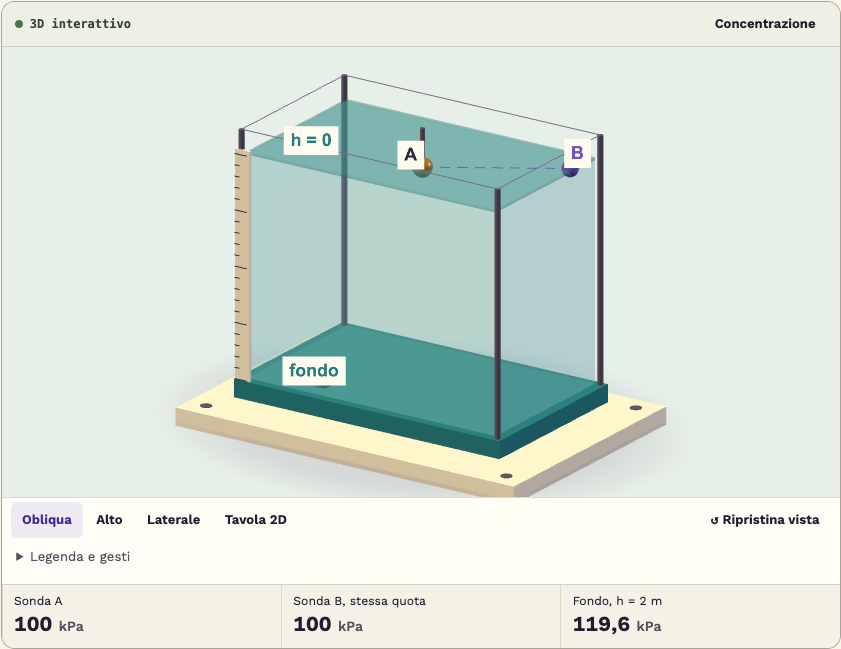 3D interattivo
Concentrazione
h = 0
A
B
fondo
Obliqua
Alto
Laterale
Tavola 2D
↺ Ripristina vista
▶ Legenda e gesti
Sonda A
100 kPa
Sonda B, stessa quota
100 kPa
Fondo, h = 2 m
119,6 kPa